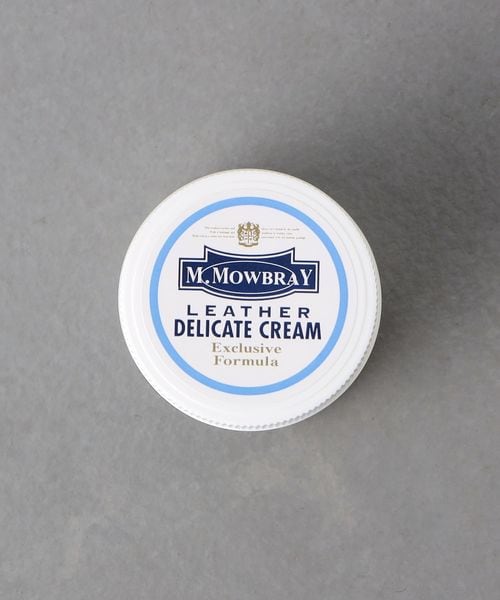 M.MOWBRAY
LEATHER
DELICATE CREAM
Exclusive
Formula